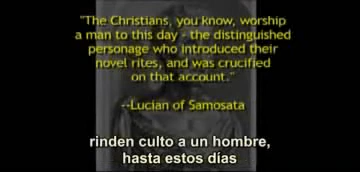 "The Christians, you know, worship
a man to this day - the distinguished
personage who introduced their
novel rites, and was crucified
on that account."
--Lucian of Samosata
rinden culto a un hombre,
hasta estos días